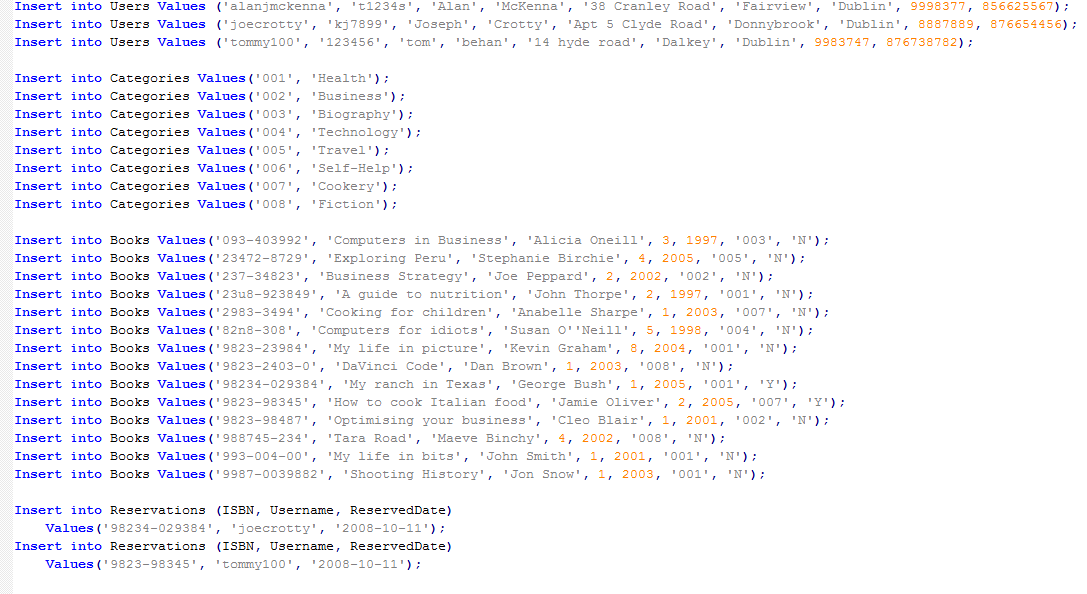 Insert into Users Values ('alanjmckenna', 't1234s', 'Alan', 'McKenna', '38 Cranley Road', 'Fairview', 'Dublin', 9998377, 856625567);
Insert into Users Values ('joecrotty', 'kj7899', 'Joseph', 'Crotty', 'Apt 5 Clyde Road', 'Donnybrook', 'Dublin', 8887889, 876654456);
Insert into Users Values ('tommy100', '123456', 'tom', 'behan', '14 hyde road', 'Dalkey', 'Dublin', 9983747, 876738782);
Insert into Categories Values('001', 'Health');
Insert into Categories Values('002', 'Business');
Insert into Categories Values('003', 'Biography');
Insert into Categories Values('004', 'Technology');
Insert into Categories Values('005', 'Travel');
Insert into Categories Values('006', 'Self-Help');
Insert into Categories Values('007', 'Cookery');
Insert into Categories Values('008', 'Fiction');
Insert into Books Values('093-403992', 'Computers in Business', 'Alicia Oneill', 3, 1997, '003', 'N');
Insert into Books Values('23472-8729', 'Exploring Peru', 'Stephanie Birchie', 4, 2005, '005', 'N');
Insert into Books Values('237-34823', 'Business Strategy', 'Joe Peppard', 2, 2002, '002', 'N');
Insert into Books Values('23u8-923849', 'A guide to nutrition', 'John Thorpe', 2, 1997, '001', 'N');
Insert into Books Values('2983-3494', 'Cooking for children', 'Anabelle Sharpe', 1, 2003, '007', 'N');
Insert into Books Values('82n8-308', 'Computers for idiots', 'Susan O''Neill', 5, 1998, '004', 'N');
Insert into Books Values('9823-23984', 'My life in picture', 'Kevin Graham', 8, 2004, '001', 'N');
Insert into Books Values('9823-2403-0', 'DaVinci Code', 'Dan Brown', 1, 2003, '008', 'N');
Insert into Books Values('98234-029384', 'My ranch in Texas', 'George Bush', 1, 2005, '001', 'Y');
Insert into Books Values('9823-98345', 'How to cook Italian food', 'Jamie Oliver', 2, 2005, '007', 'Y');
Insert into Books Values('9823-98487', 'Optimising your business', 'Cleo Blair', 1, 2001, '002', 'N');
Insert into Books Values('988745-234', 'Tara Road', 'Maeve Binchy', 4, 2002, '008', 'N');
Insert into Books Values('993-004-00', 'My life in bits', 'John Smith', 1, 2001, '001', 'N');
Insert into Books Values('9987-0039882', 'Shooting History', 'Jon Snow', 1, 2003, '001', 'N');
Insert into Reservations (ISBN, Username, ReservedDate)
Values('98234-029384', 'joecrotty', '2008-10-11');
Insert into Reservations (ISBN, Username, ReservedDate)
Values('9823-98345', 'tommy100', '2008-10-11');